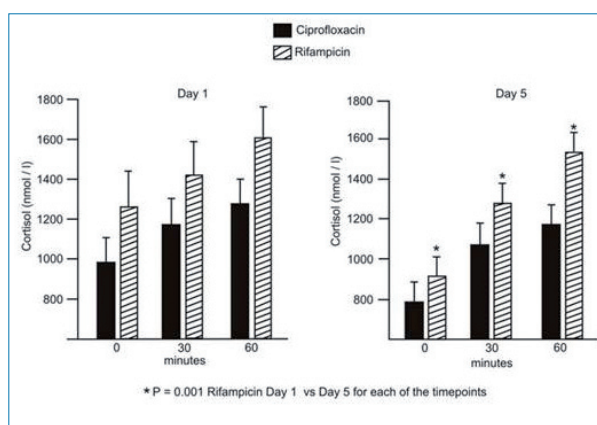 Ciprofloxacin
Rifampicin
Day 1
Cortisol (nmol / l)
1800
1600
1400
1200
1000
800
0
30
60
minutes
Day 5
Cortisol (nmol / l)
1800
1600
1400
1200
1000
800
*
*
*
0
30
60
minutes
* P = 0.001 Rifampicin Day 1 vs Day 5 for each of the timepoints